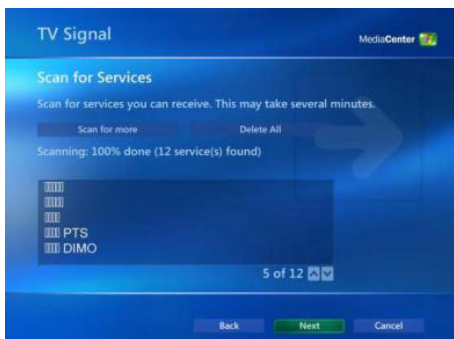 TV Signal
MediaCenter
Scan for Services
Scan for services you can receive. This may take several minutes.
Scan for more
Delete All
Scanning: 100% done (12 service(s) found)
▯▯▯▯▯
▯▯▯▯▯
▯▯▯▯
▯▯▯▯ PTS
▯▯▯▯ DIMO
5 of 12
Back
Next
Cancel